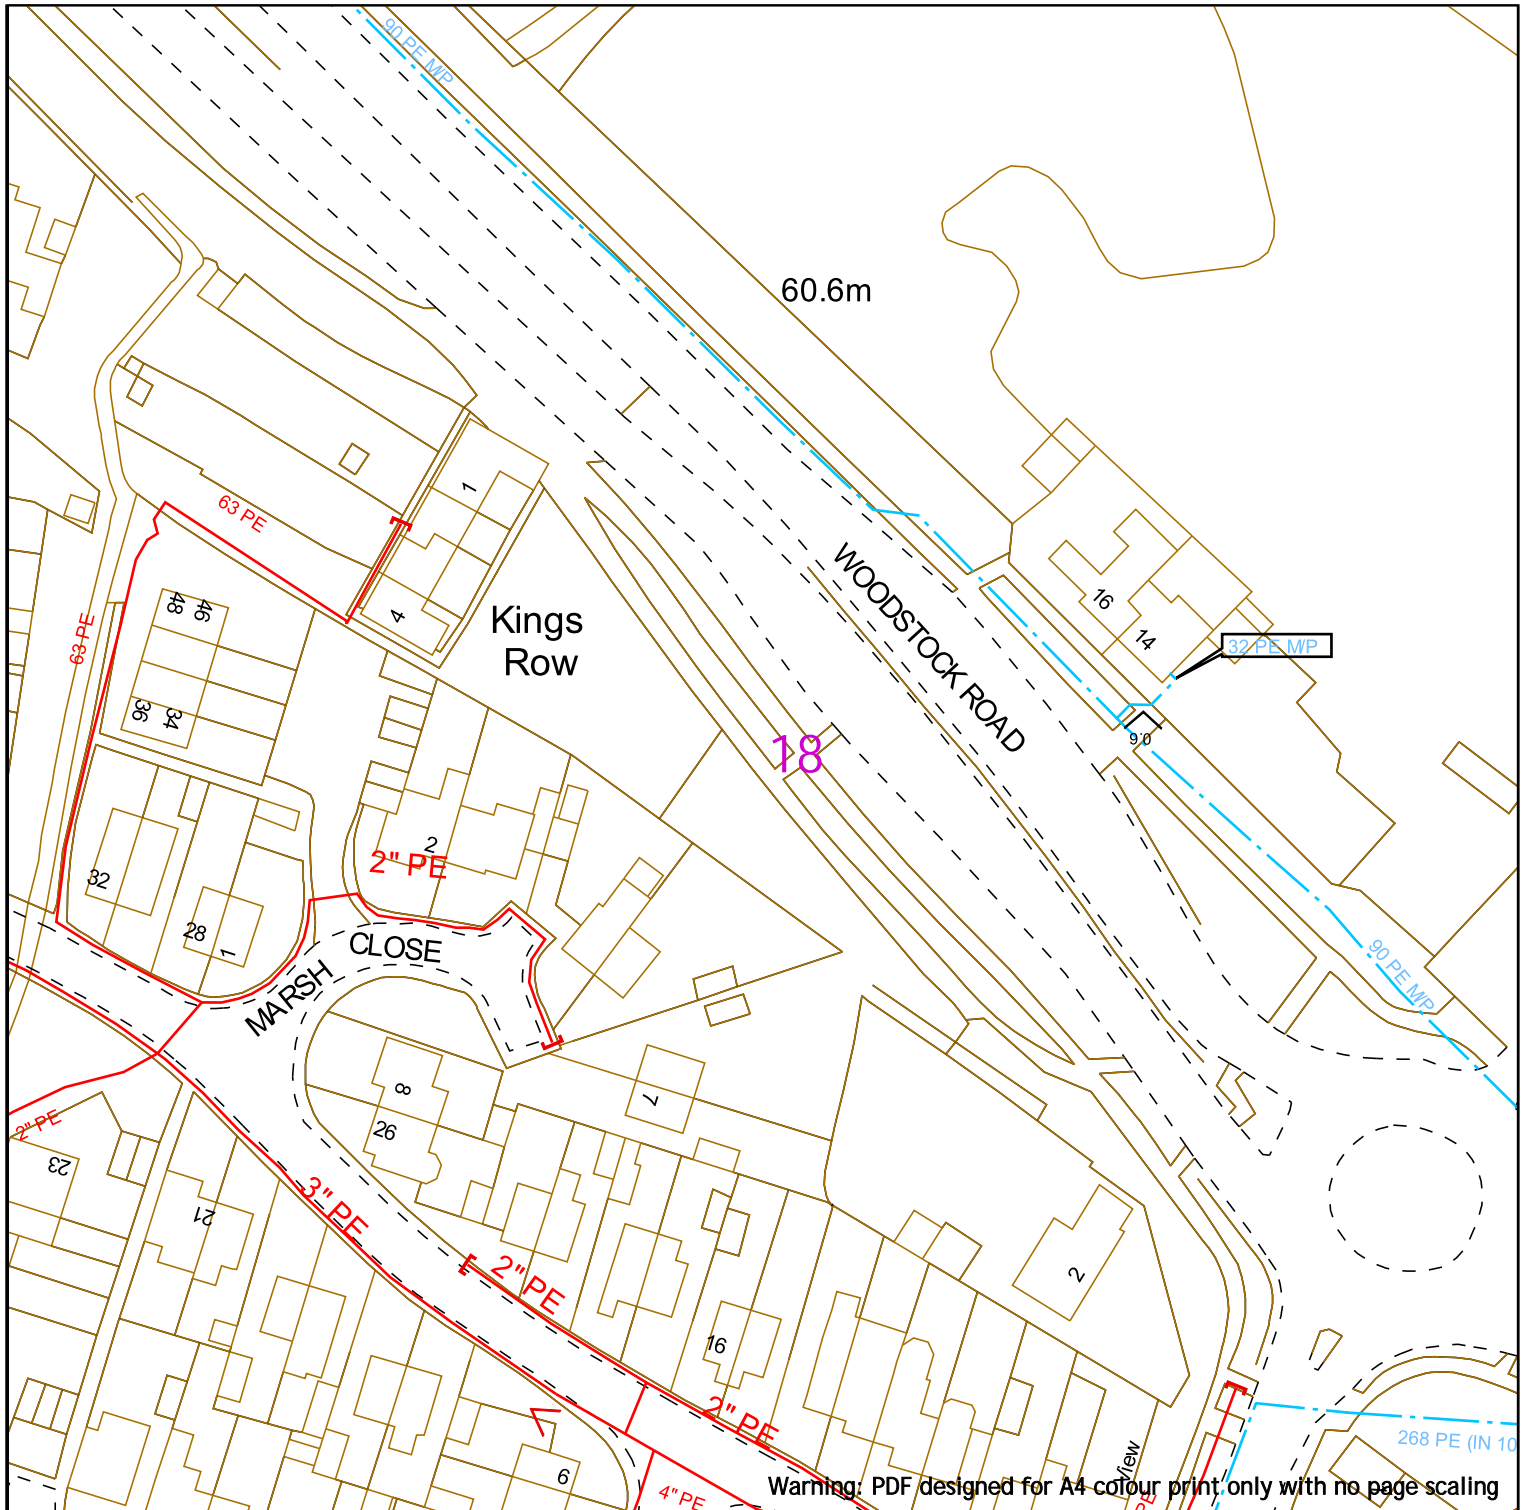 90 PE M/P
60.6m
63 PE
1
WOODSTOCK ROAD
16
14
32 PE M/P
63 PE
48
46
4
Kings
Row
36
34
18
0.6
2
2" PE
32
28
1
CLOSE
MARSH
90 PE M/P
8
7
26
2" PE
23
21
3" PE
2" PE
2
16
2" PE
268 PE (IN 10
View
6
4" PE
PE
Warning: PDF designed for A4 colour print only with no page scaling